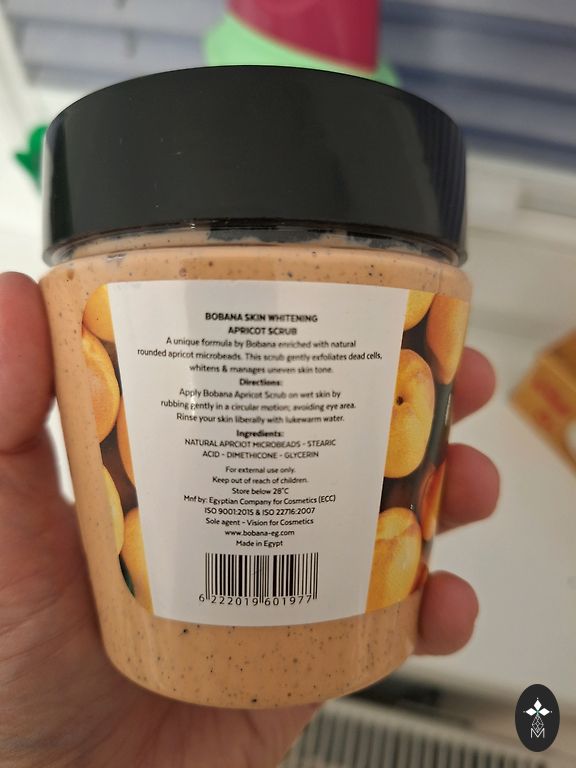 BOBANA SKIN WHITENING
APRICOT SCRUB
A unique formula by Bobana enriched with natural
rounded apricot microbeads. This scrub gently exfoliates dead cells,
whitens & manages uneven skin tone.
Directions:
Apply Bobana Apricot Scrub on wet skin by
rubbing gently in a circular motion; avoiding eye area.
Rinse your skin liberally with lukewarm water.
Ingredients:
NATURAL APRCIOT MICROBEADS - STEARIC
ACID - DIMETHICONE - GLYCERIN
For external use only.
Keep out of reach of children.
Store below 28°C
Mnf by: Egyptian Company for Cosmetics (ECC)
ISO 9001:2015 & ISO 22716:2007
Sole agent - Vision for Cosmetics
www.bobana-eg.com
Made in Egypt
6 222019 601977
M